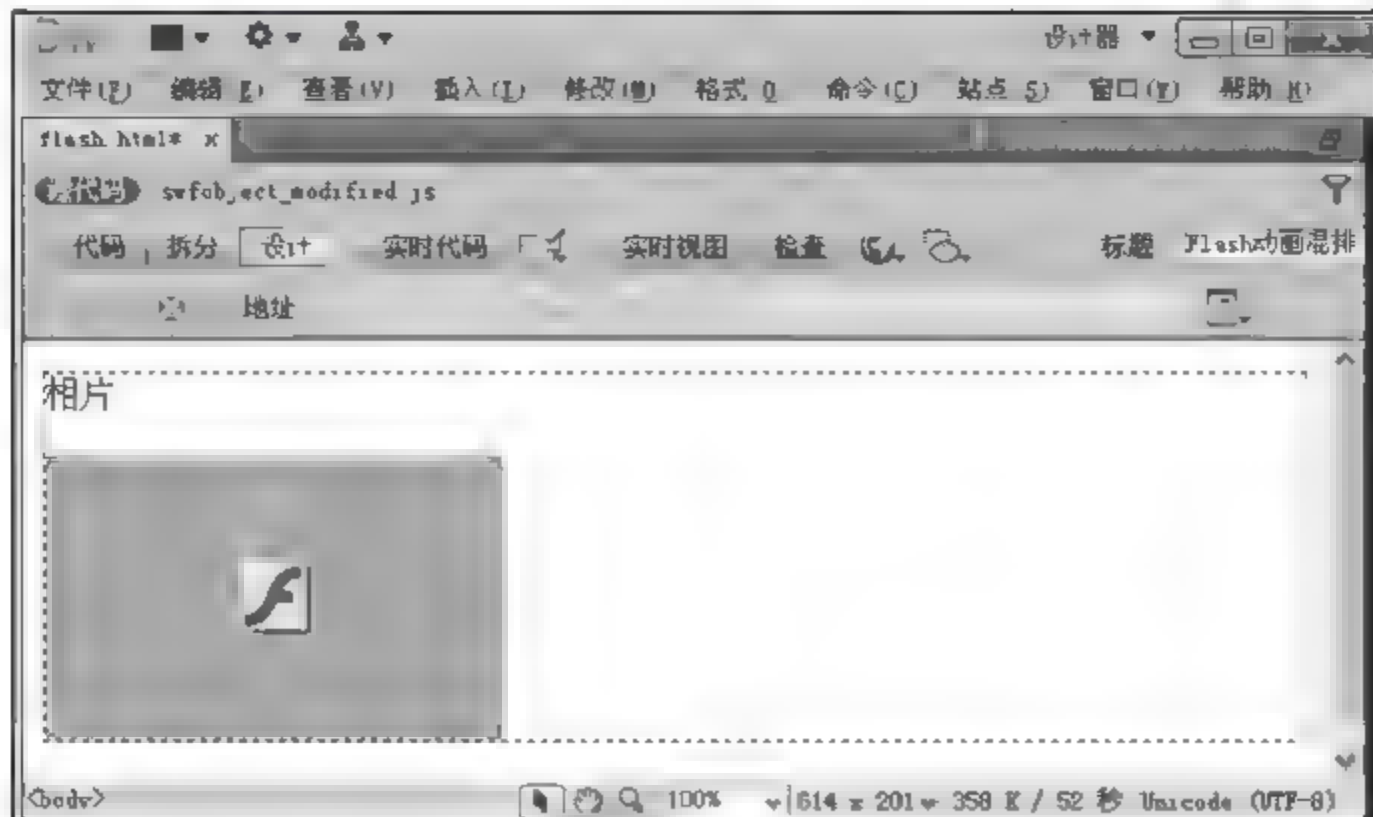 设计器
文件(F) 编辑(E) 查看(V) 插入(I) 修改(M) 格式(O) 命令(C) 站点(S) 窗口(W) 帮助(H)
flash.html* x
源代码 swfobject_modified.js
代码 拆分 设计 实时代码 实时视图 检查 标题 Flash动画混排
地址
相片
<body> 100% 614 x 201 358 K / 52 秒 Unicode (UTF-8)